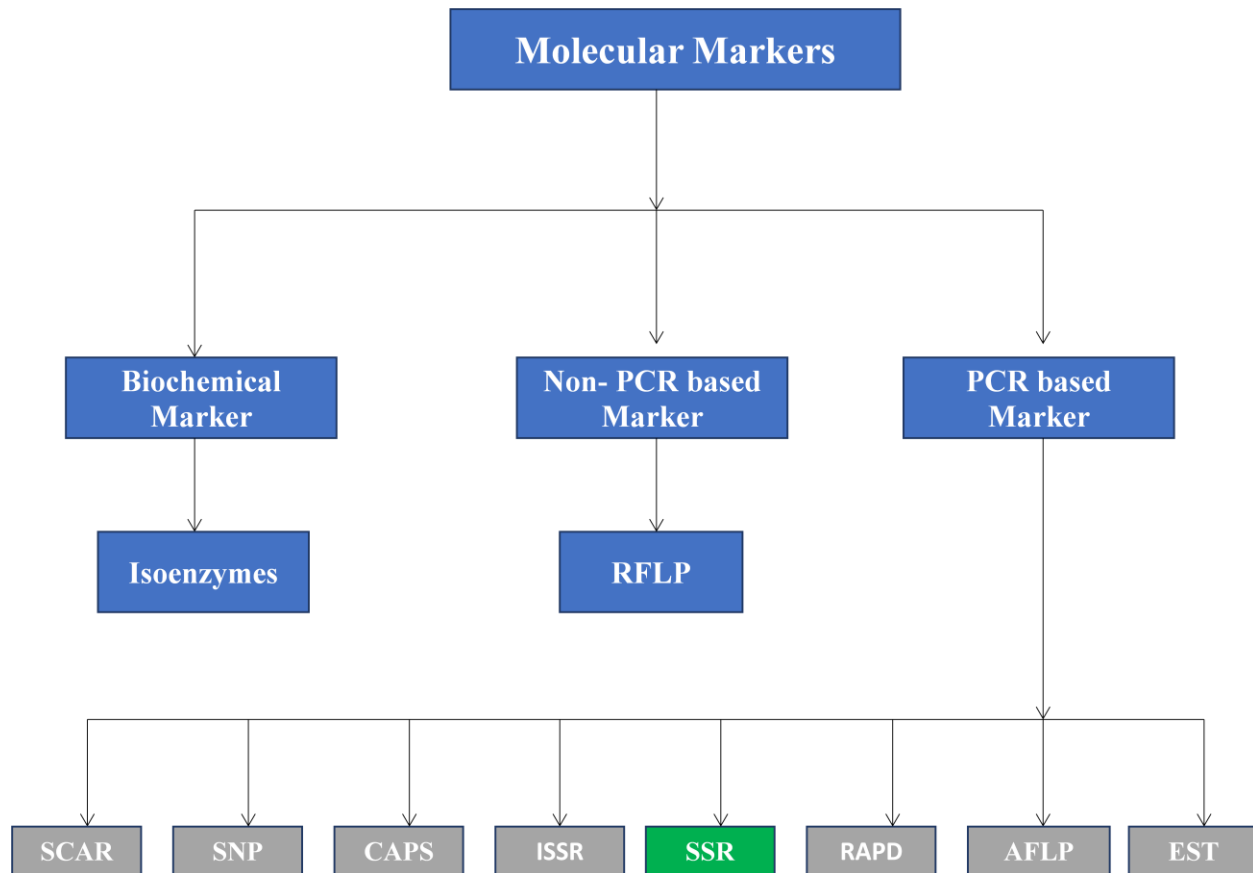 Molecular Markers
Biochemical
Marker
Non- PCR based
Marker
PCR based
Marker
Isoenzymes
RFLP
SCAR
SNP
CAPS
ISSR
SSR
RAPD
AFLP
EST